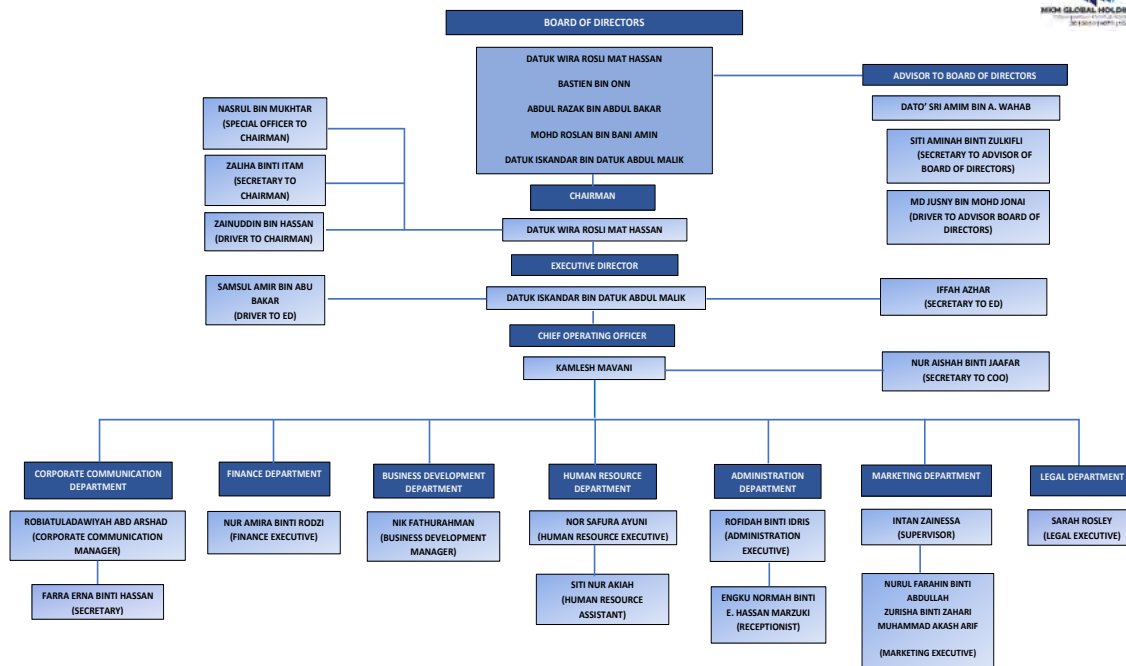 MKM GLOBAL HOLDI
BOARD OF DIRECTORS
DATUK WIRA ROSLI MAT HASSAN
BASTIEN BIN ONN
ABDUL RAZAK BIN ABDUL BAKAR
MOHD ROSLAN BIN BANI AMIN
DATUK ISKANDAR BIN DATUK ABDUL MALIK
ADVISOR TO BOARD OF DIRECTORS
DATO' SRI AMIM BIN A. WAHAB
SITI AMINAH BINTI ZULKIFLI
(SECRETARY TO ADVISOR OF
BOARD OF DIRECTORS)
MD JUSNY BIN MOHD JONAI
(DRIVER TO ADVISOR BOARD OF
DIRECTORS)
NASRUL BIN MUKHTAR
(SPECIAL OFFICER TO
CHAIRMAN)
ZALIHA BINTI ITAM
(SECRETARY TO
CHAIRMAN)
ZAINUDDIN BIN HASSAN
(DRIVER TO CHAIRMAN)
CHAIRMAN
DATUK WIRA ROSLI MAT HASSAN
EXECUTIVE DIRECTOR
SAMSUL AMIR BIN ABU
BAKAR
(DRIVER TO ED)
DATUK ISKANDAR BIN DATUK ABDUL MALIK
IFFAH AZHAR
(SECRETARY TO ED)
CHIEF OPERATING OFFICER
KAMLESH MAVANI
NUR AISHAH BINTI JAAFAR
(SECRETARY TO COO)
CORPORATE COMMUNICATION
DEPARTMENT
ROBIATULADAWIYAH ABD ARSHAD
(CORPORATE COMMUNICATION
MANAGER)
FARRA ERNA BINTI HASSAN
(SECRETARY)
FINANCE DEPARTMENT
NUR AMIRA BINTI RODZI
(FINANCE EXECUTIVE)
BUSINESS DEVELOPMENT
DEPARTMENT
NIK FATHURAHMAN
(BUSINESS DEVELOPMENT
MANAGER)
HUMAN RESOURCE
DEPARTMENT
NOR SAFURA AYUNI
(HUMAN RESOURCE EXECUTIVE)
SITI NUR AKIAH
(HUMAN RESOURCE
ASSISTANT)
ADMINISTRATION
DEPARTMENT
ROFIDAH BINTI IDRIS
(ADMINISTRATION
EXECUTIVE)
ENGKU NORMAH BINTI
E. HASSAN MARZUKI
(RECEPTIONIST)
MARKETING DEPARTMENT
INTAN ZAINESSA
(SUPERVISOR)
NURUL FARAHIN BINTI
ABDULLAH
ZURISHA BINTI ZAHARI
MUHAMMAD AKASH ARIF
(MARKETING EXECUTIVE)
LEGAL DEPARTMENT
SARAH ROSLEY
(LEGAL EXECUTIVE)